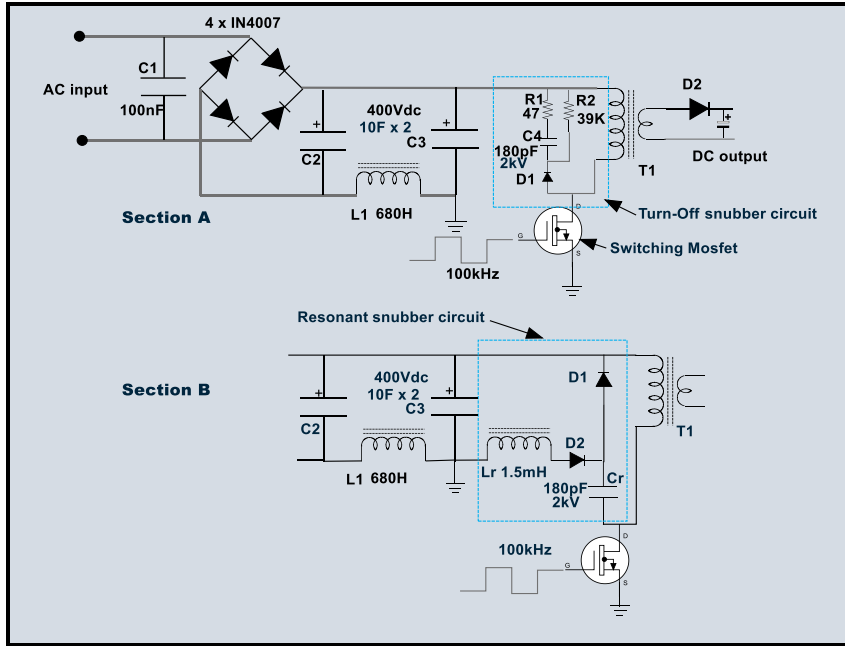 4 x IN4007
C1
AC input
100nF
400Vdc
10F x 2
C3
C2
L1 680H
R1
47
R2
39K
C4
180pF
2kV
D1
D2
DC output
T1
Section A
Turn-Off snubber circuit
D
G
S
Switching Mosfet
100kHz
Resonant snubber circuit
Section B
400Vdc
10F x 2
C3
C2
L1 680H
D1
D2
Lr 1.5mH
Cr
180pF
2kV
T1
100kHz
D
G
S